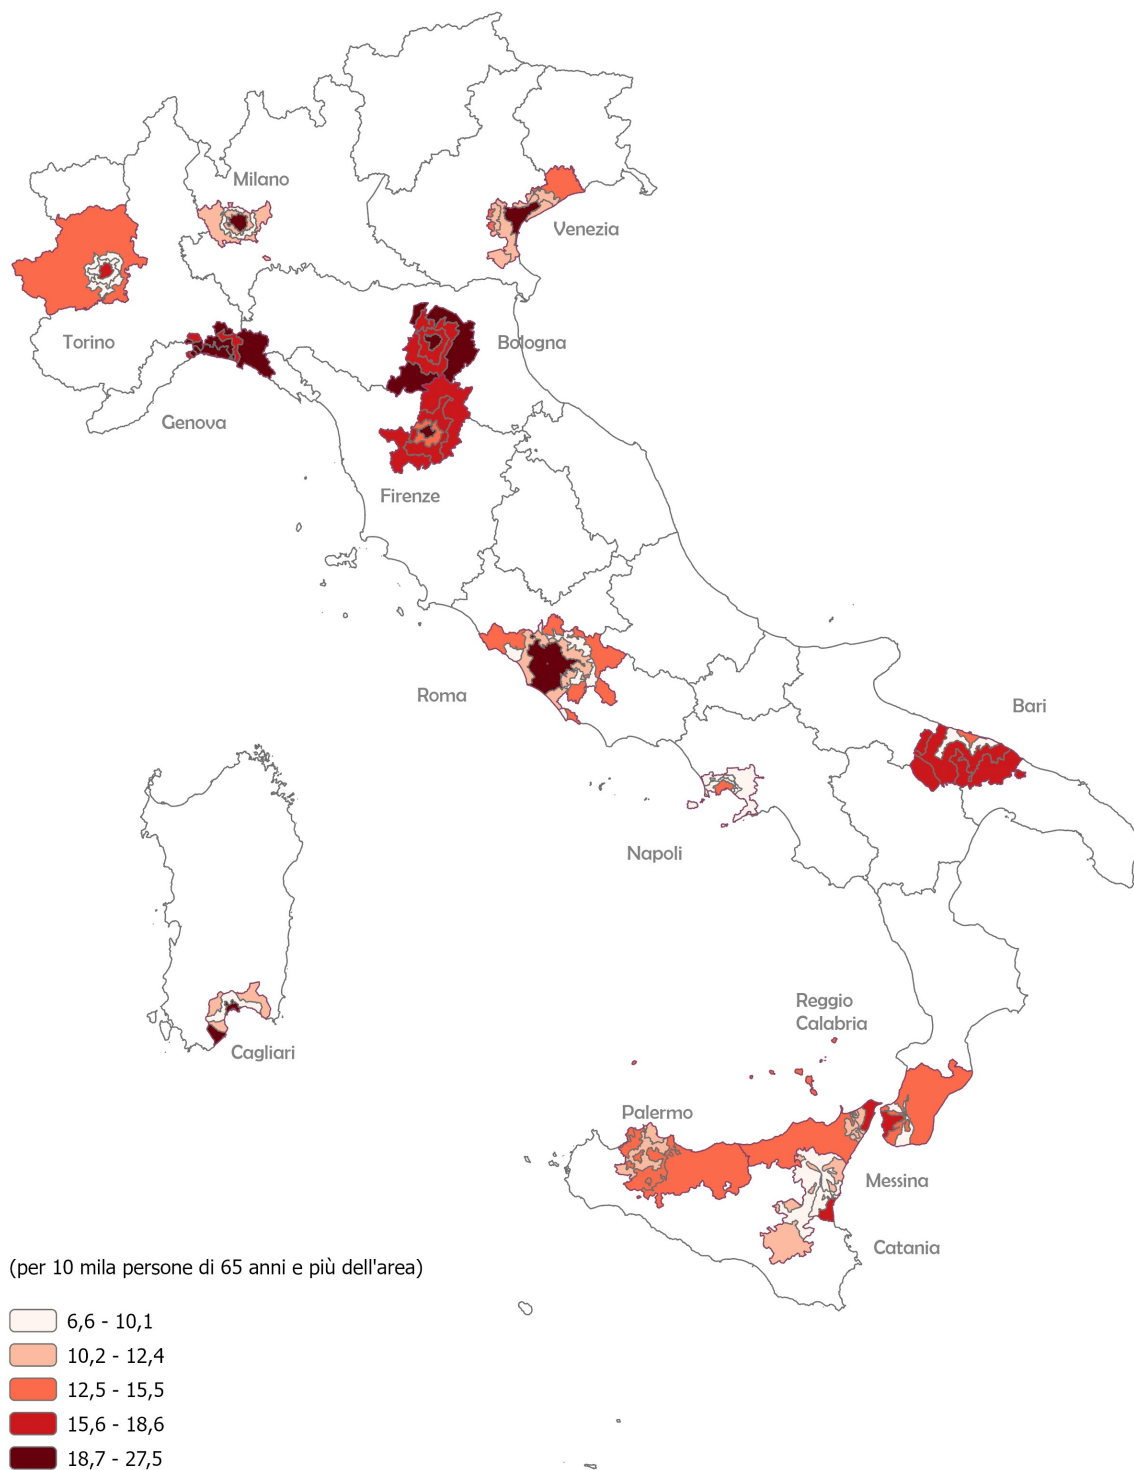 Milano
Venezia
Torino
Bologna
Genova
Firenze
Roma
Bari
Napoli
Reggio
Calabria
Cagliari
Palermo
Messina
Catania
(per 10 mila persone di 65 anni e più dell'area)
6,6 - 10,1
10,2 - 12,4
12,5 - 15,5
15,6 - 18,6
18,7 - 27,5